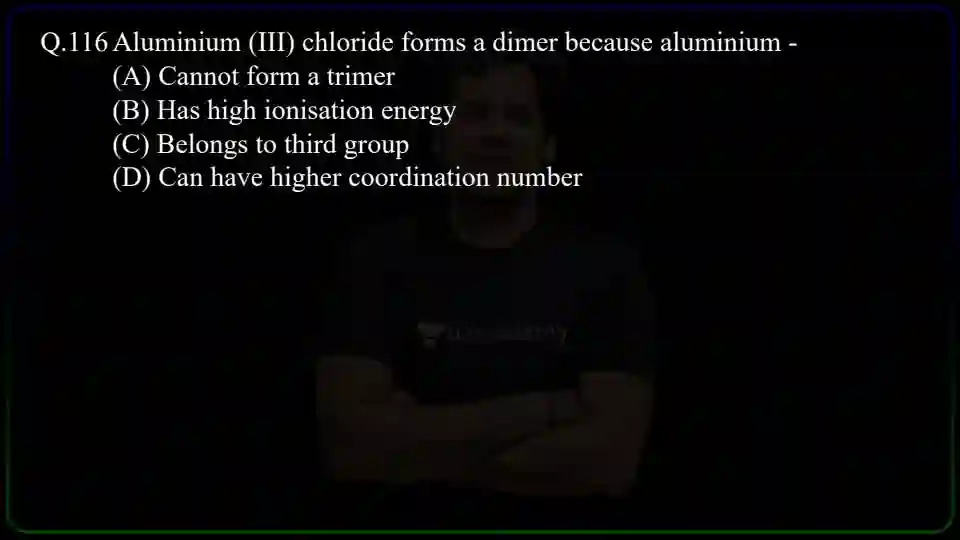 Q.116 Aluminium (III) chloride forms a dimer because aluminium -
(A) Cannot form a trimer
(B) Has high ionisation energy
(C) Belongs to third group
(D) Can have higher coordination number